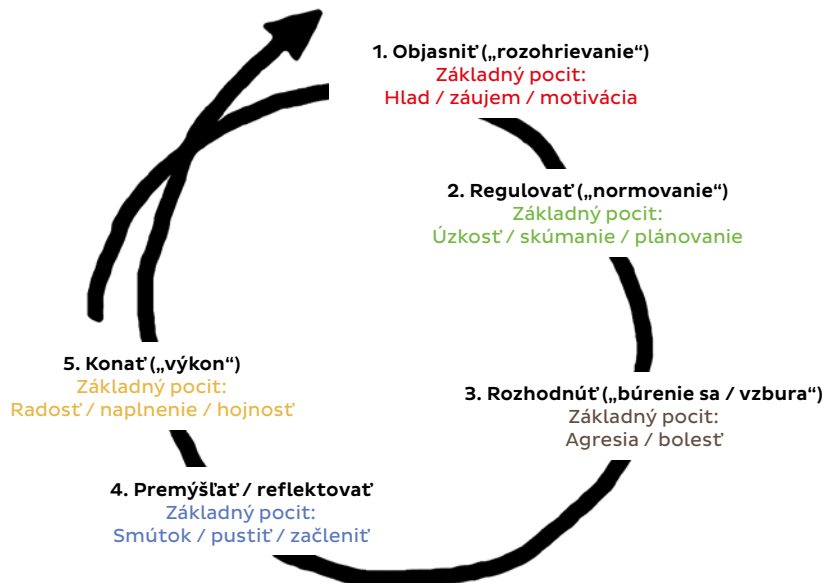 1. Objasniť („rozohrievanie“)
Základný pocit:
Hlad / záujem / motivácia
2. Regulovať („normovanie“)
Základný pocit:
Úzkosť / skúmanie / plánovanie
3. Rozhodnúť („búrenie sa / vzbura“)
Základný pocit:
Agresia / bolesť
4. Premýšľať / reflektovať
Základný pocit:
Smútok / pustiť / začleniť
5. Konať („výkon“)
Základný pocit:
Radosť / naplnenie / hojnosť